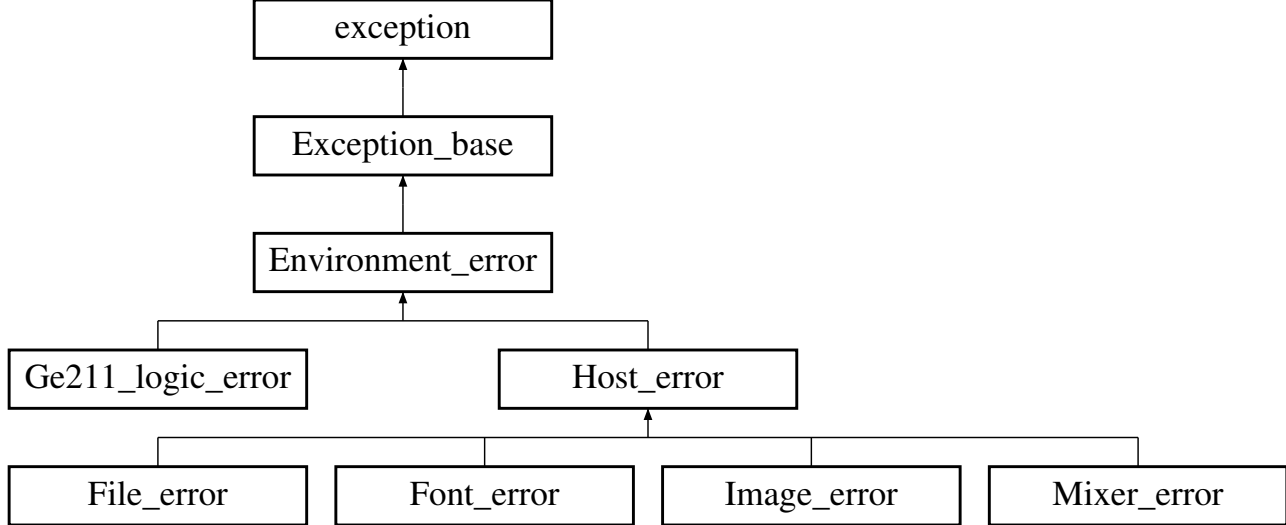 exception
Exception_base
Environment_error
Ge211_logic_error
Host_error
File_error
Font_error
Image_error
Mixer_error